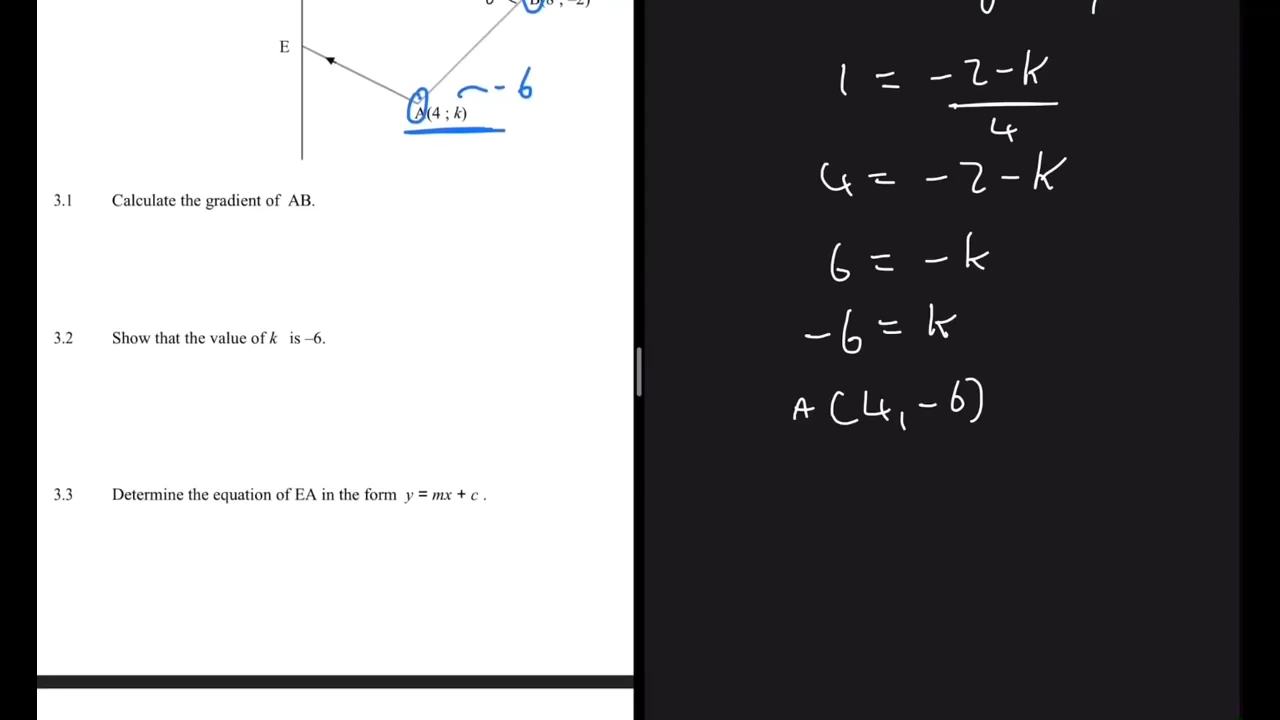 E
~ - 6
A(4 ; k)
3.1 Calculate the gradient of AB.
3.2 Show that the value of k is –6.
3.3 Determine the equation of EA in the form y = mx + c .
1 = -2-k
4
4 = -2-k
6 = -k
-6 = k
A (4, -6)